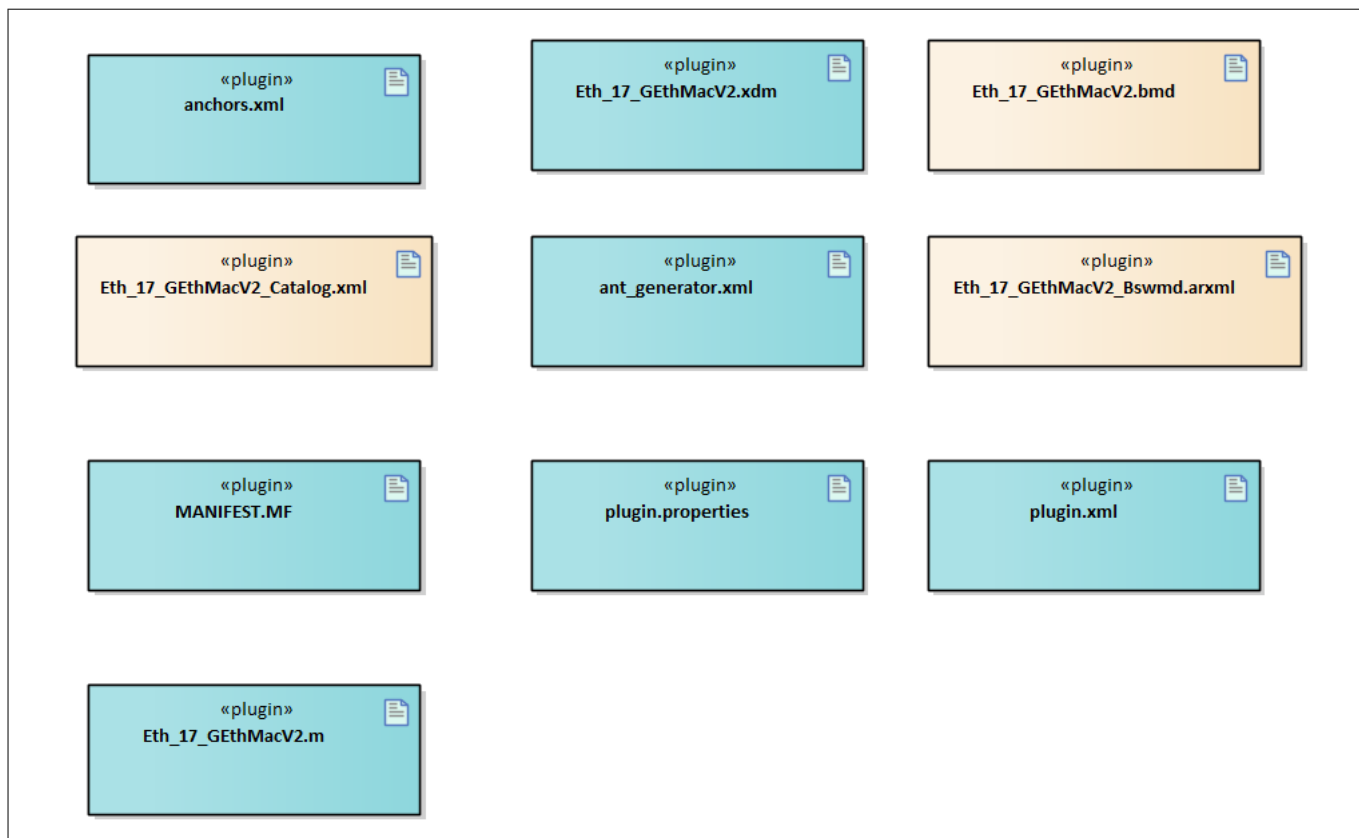 «plugin»
anchors.xml
«plugin»
Eth_17_GEthMacV2.xdm
«plugin»
Eth_17_GEthMacV2.bmd
«plugin»
Eth_17_GEthMacV2_Catalog.xml
«plugin»
ant_generator.xml
«plugin»
Eth_17_GEthMacV2_Bswmd.arxml
«plugin»
MANIFEST.MF
«plugin»
plugin.properties
«plugin»
plugin.xml
«plugin»
Eth_17_GEthMacV2.m